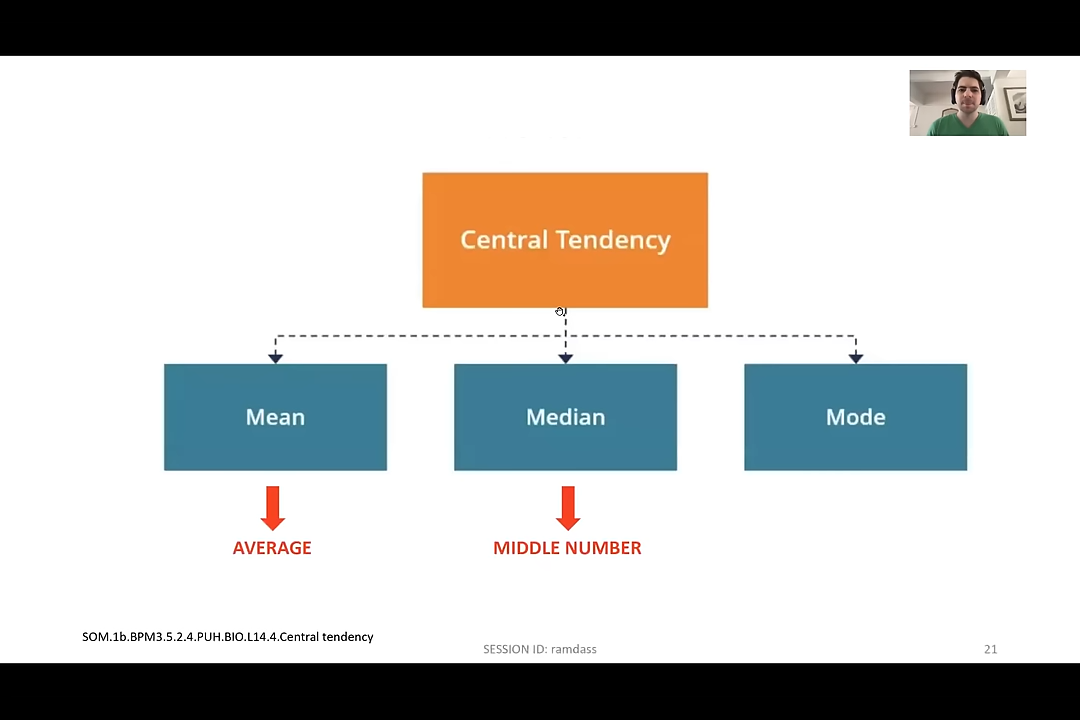 Central Tendency
Mean
Median
Mode
AVERAGE
MIDDLE NUMBER
SOM.1b.BPM3.5.2.4.PUH.BIO.L14.4.Central tendency
SESSION ID: ramdass
21